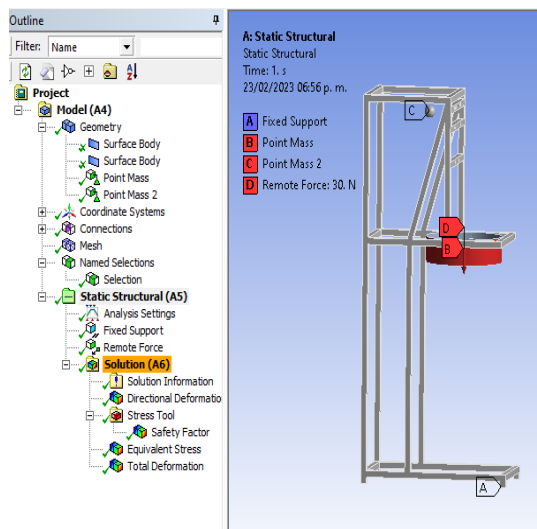 Outline
Filter: Name
Project
Model (A4)
Geometry
Surface Body
Surface Body
Point Mass
Point Mass 2
Coordinate Systems
Connections
Mesh
Named Selections
Selection
Static Structural (A5)
Analysis Settings
Fixed Support
Remote Force
Solution (A6)
Solution Information
Directional Deformatio
Stress Tool
Safety Factor
Equivalent Stress
Total Deformation
A: Static Structural
Static Structural
Time: 1. s
23/02/2023 06:56 p. m.
A Fixed Support
B Point Mass
C Point Mass 2
D Remote Force: 30. N
C
D
B
A